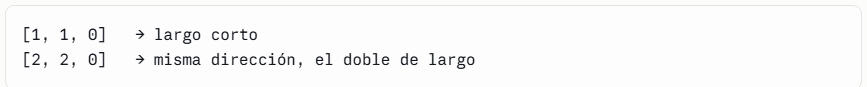 [1, 1, 0]   → largo corto
[2, 2, 0]   → misma dirección, el doble de largo